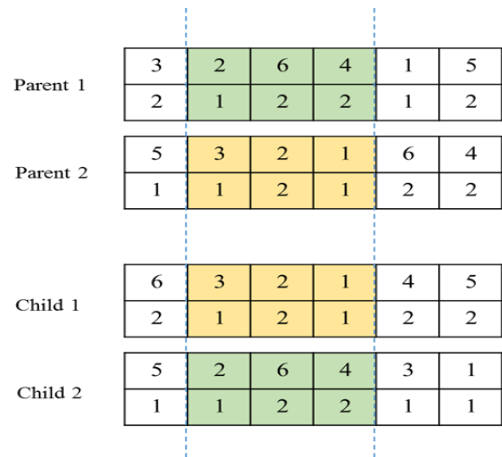 3 2 6 4 1 5
Parent 1
2 1 2 2 1 2
5 3 2 1 6 4
Parent 2
1 1 2 1 2 2
6 3 2 1 4 5
Child 1
2 1 2 1 2 2
5 2 6 4 3 1
Child 2
1 1 2 2 1 1